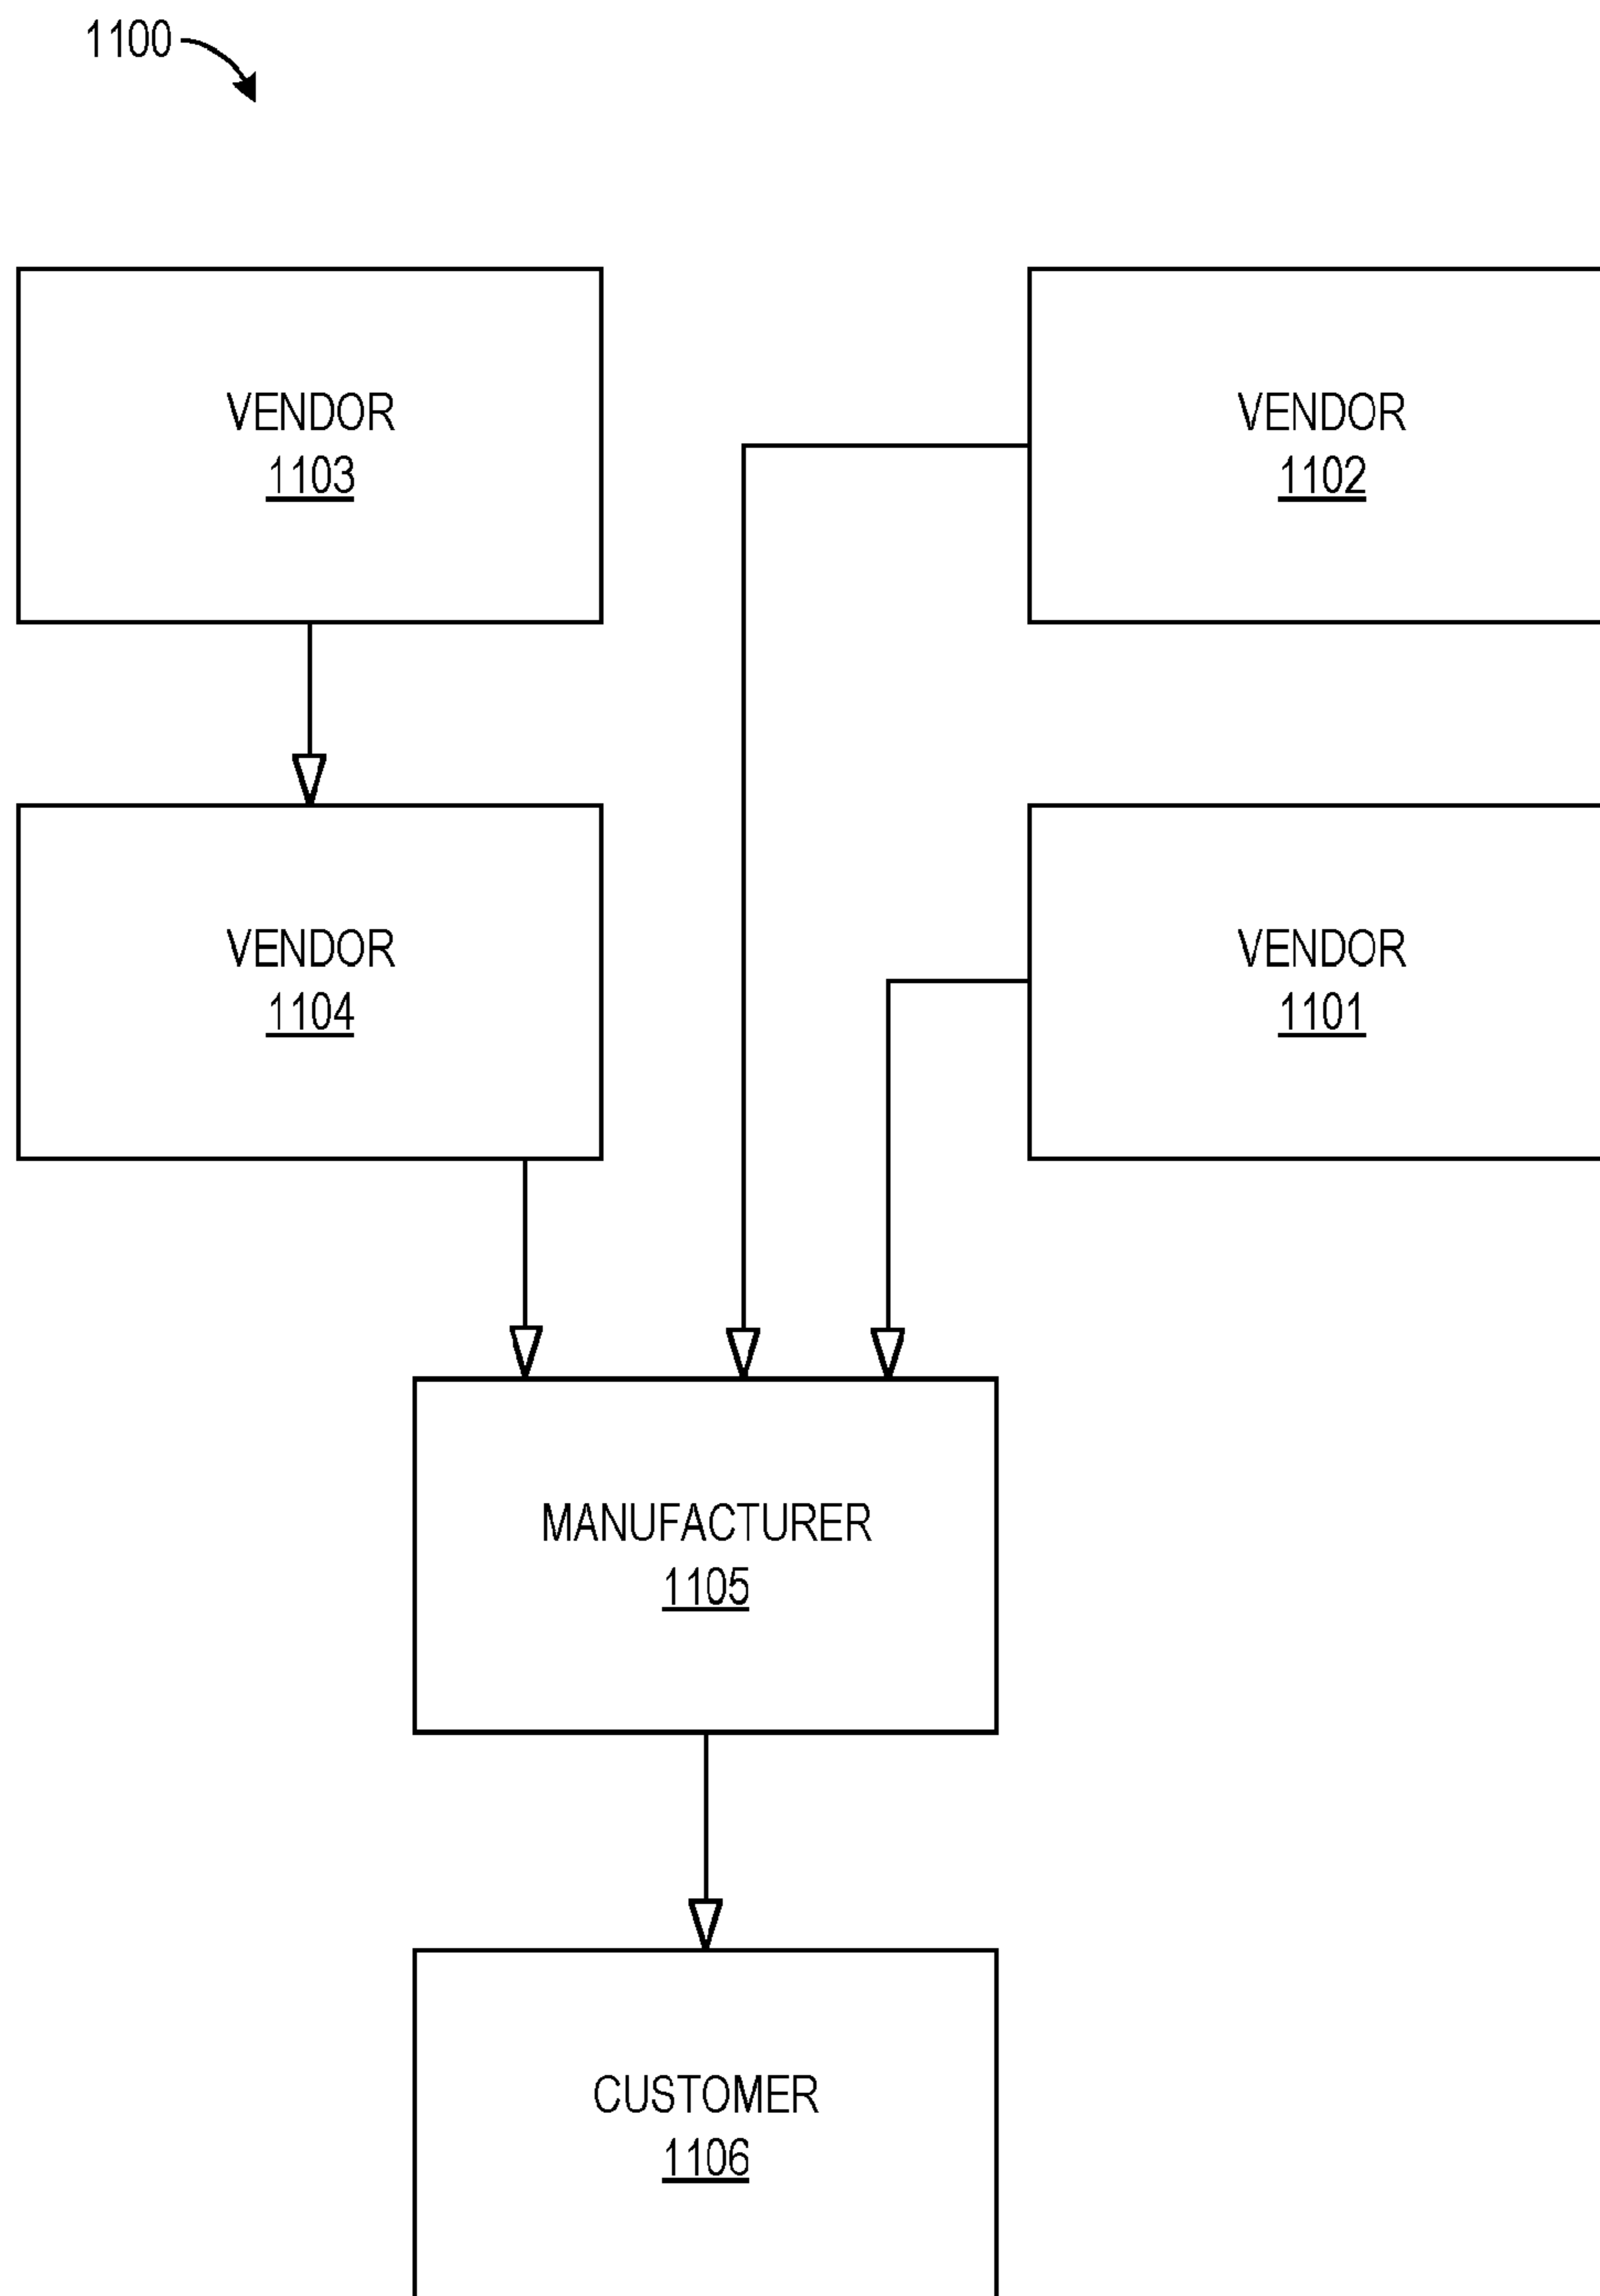 1100
VENDOR
1103
VENDOR
1102
VENDOR
1104
VENDOR
1101
MANUFACTURER
1105
CUSTOMER
1106